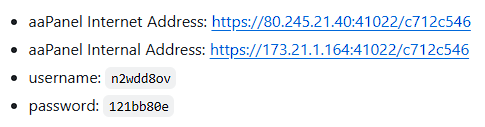 aaPanel Internet Address: https://80.245.21.40:41022/c712c546
aaPanel Internal Address: https://173.21.1.164:41022/c712c546
username: n2wdd8ov
password: 121bb80e